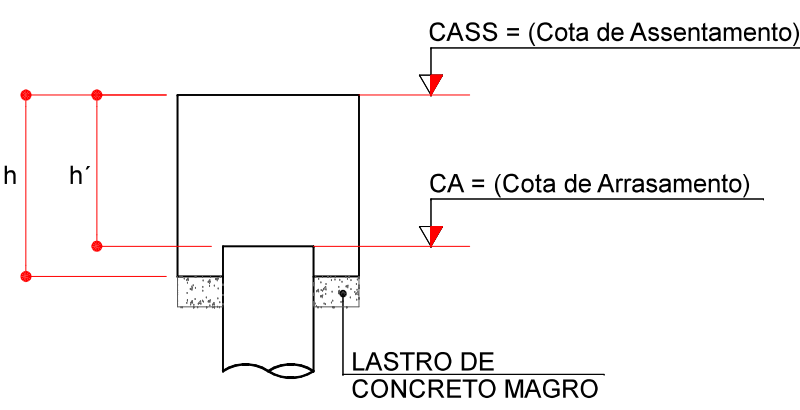 CASS = (Cota de Assentamento)
h
h´
CA = (Cota de Arrasamento)
LASTRO DE
CONCRETO MAGRO